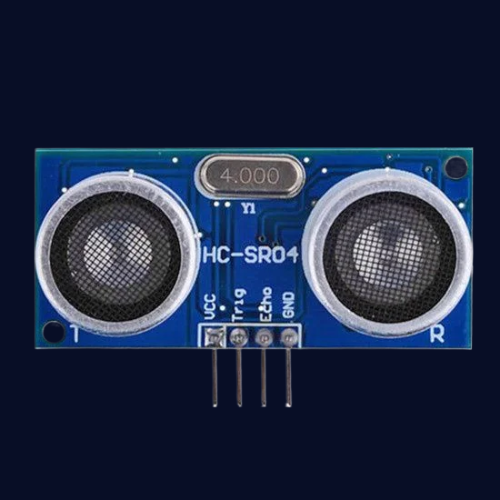 4.000
Y1
HC-SR04
VCC
Trig
Echo
GND
T
R